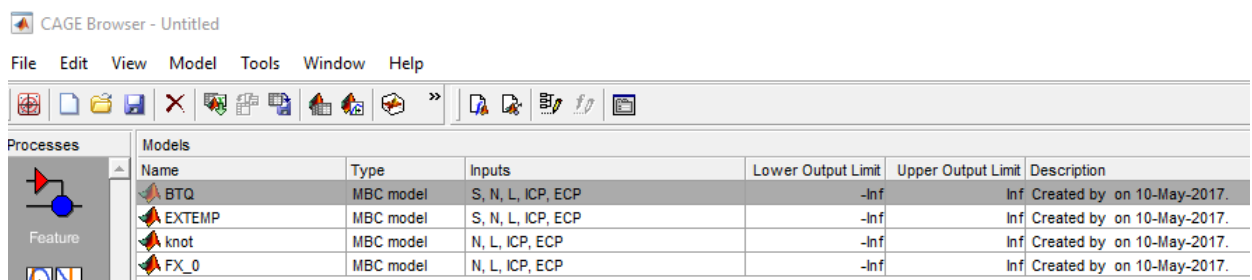 CAGE Browser - Untitled
File Edit View Model Tools Window Help
»
Processes Models
Name Type Inputs Lower Output Limit Upper Output Limit Description
BTQ MBC model S, N, L, ICP, ECP -Inf Inf Created by on 10-May-2017.
EXTEMP MBC model S, N, L, ICP, ECP -Inf Inf Created by on 10-May-2017.
knot MBC model N, L, ICP, ECP -Inf Inf Created by on 10-May-2017.
FX_0 MBC model N, L, ICP, ECP -Inf Inf Created by on 10-May-2017.
Feature